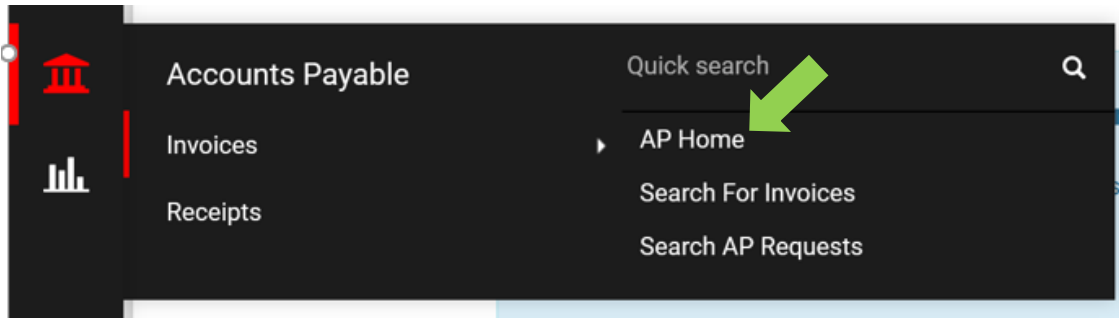 Accounts Payable
Invoices
Receipts
Quick search
AP Home
Search For Invoices
Search AP Requests